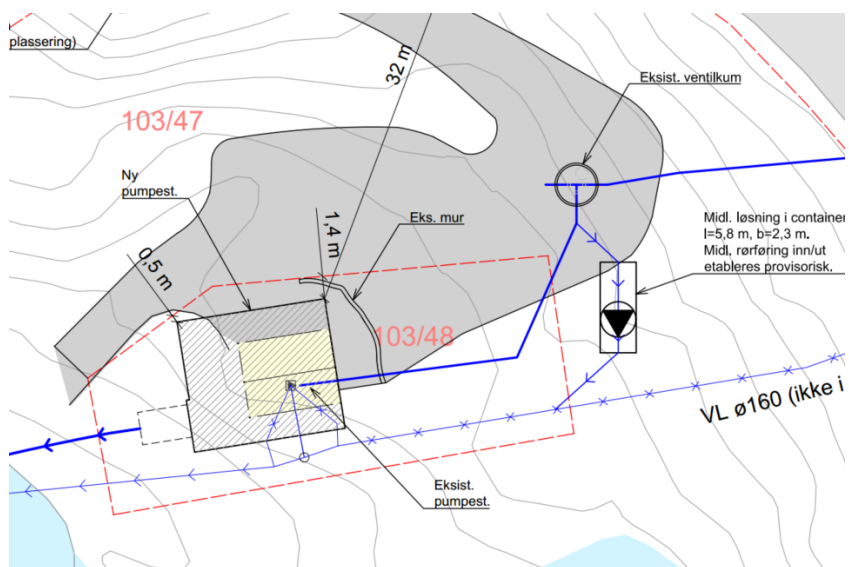 plassering)
32 m
Eksist. ventilkum
103/47
Ny
pumpest.
1,4 m
Eks. mur
Midl. løsning i container
l=5,8 m, b=2,3 m.
Midl. rørføring inn/ut
etableres provisorisk.
0,5 m
103/48
VL ø160 (ikke i
Eksist.
pumpest.